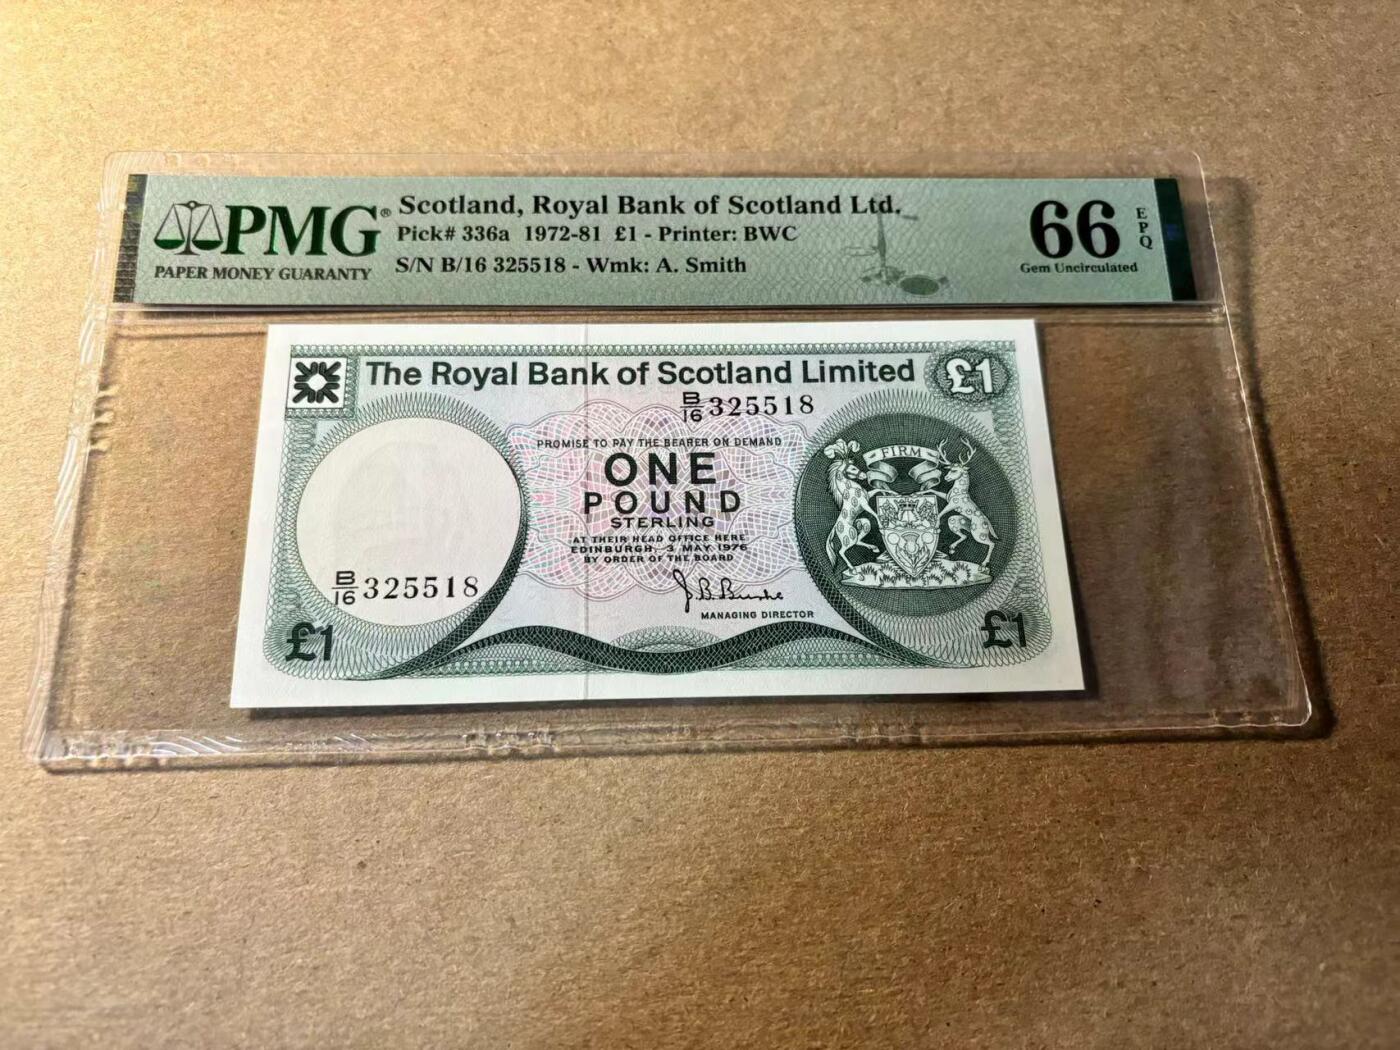 PMG®
PAPER MONEY GUARANTY
Scotland, Royal Bank of Scotland Ltd.
Pick# 336a 1972-81 £1 - Printer: BWC
S/N B/16 325518 - Wmk: A. Smith
66
EPQ
Gem Uncirculated
The Royal Bank of Scotland Limited
£1
B/16 325518
PROMISE TO PAY THE BEARER ON DEMAND
ONE
POUND
STERLING
AT THEIR HEAD OFFICE HERE
EDINBURGH, 3 MAY 1976
BY ORDER OF THE BOARD
J. B. Burke
MANAGING DIRECTOR
FIRM
B/16 325518
£1
£1